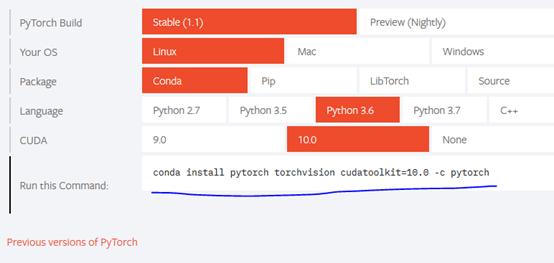 PyTorch Build Stable (1.1) Preview (Nightly)
Your OS Linux Mac Windows
Package Conda Pip LibTorch Source
Language Python 2.7 Python 3.5 Python 3.6 Python 3.7 C++
CUDA 9.0 10.0 None
Run this Command: conda install pytorch torchvision cudatoolkit=10.0 -c pytorch
Previous versions of PyTorch